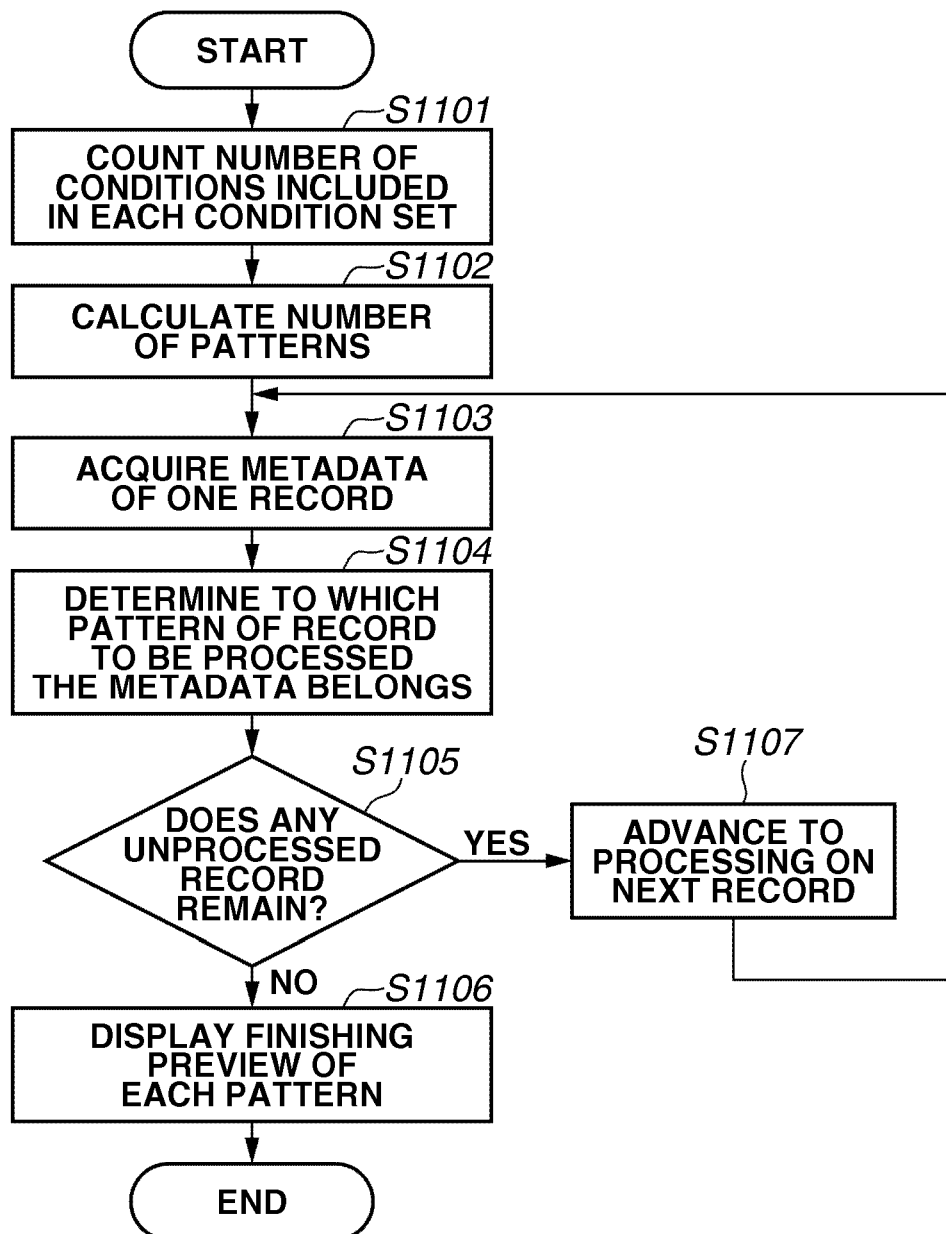 START
S1101
COUNT NUMBER OF
CONDITIONS INCLUDED
IN EACH CONDITION SET
S1102
CALCULATE NUMBER
OF PATTERNS
S1103
ACQUIRE METADATA
OF ONE RECORD
S1104
DETERMINE TO WHICH
PATTERN OF RECORD
TO BE PROCESSED
THE METADATA BELONGS
S1105
DOES ANY
UNPROCESSED
RECORD
REMAIN?
YES
S1107
ADVANCE TO
PROCESSING ON
NEXT RECORD
NO
S1106
DISPLAY FINISHING
PREVIEW OF
EACH PATTERN
END